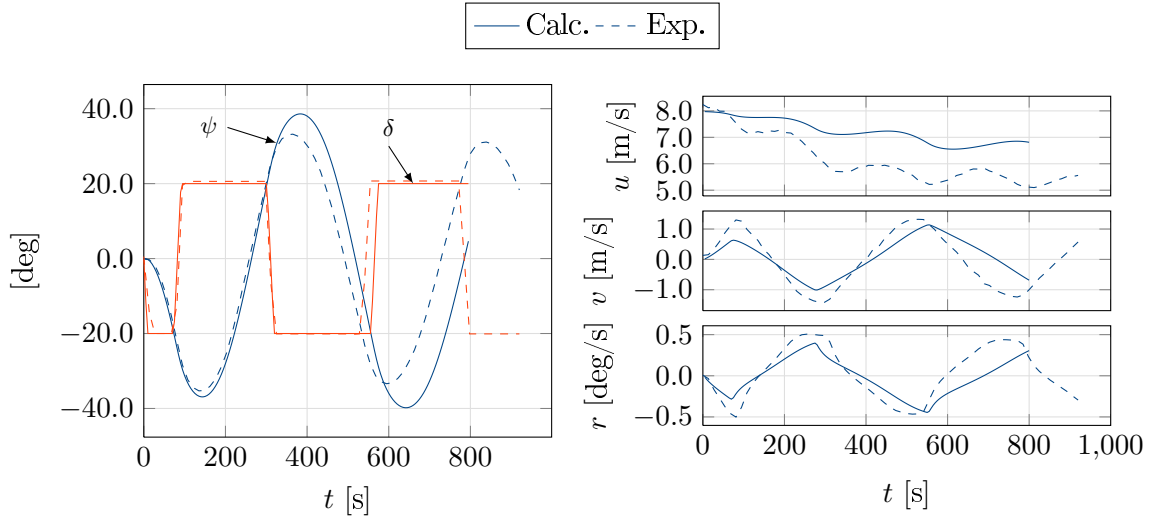 Calc. Exp.
40.0
20.0
0.0
−20.0
−40.0
[deg]
ψ
δ
0 200 400 600 800
t [s]
8.0
7.0
6.0
5.0
u [m/s]
1.0
0.0
−1.0
v [m/s]
0.5
0.0
−0.5
r [deg/s]
0 200 400 600 800 1,000
t [s]